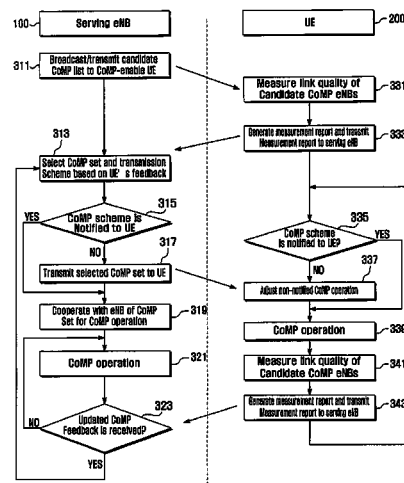 100
Serving eNB
UE
200
311
Broadcast/transmit candidate
CoMP list to CoMP-enable UE
Measure link quality of
Candidate CoMP eNBs
331
Generate measurement report and transmit
Measurement report to serving eNB
333
313
Select CoMP set and transmission
Scheme based on UE's feedback
315
CoMP scheme
is Notified to UE
YES
NO
317
Transmit selected CoMP set to UE
335
CoMP scheme
is notified to UE?
YES
NO
337
Adjust non-notified CoMP operation
Cooperate with eNB of CoMP
Set for CoMP operation
319
CoMP operation
339
CoMP operation
321
Measure link quality of
Candidate CoMP eNBs
341
Generate measurement report and transmit
Measurement report to serving eNB
343
323
Updated CoMP
Feedback is received?
NO
YES